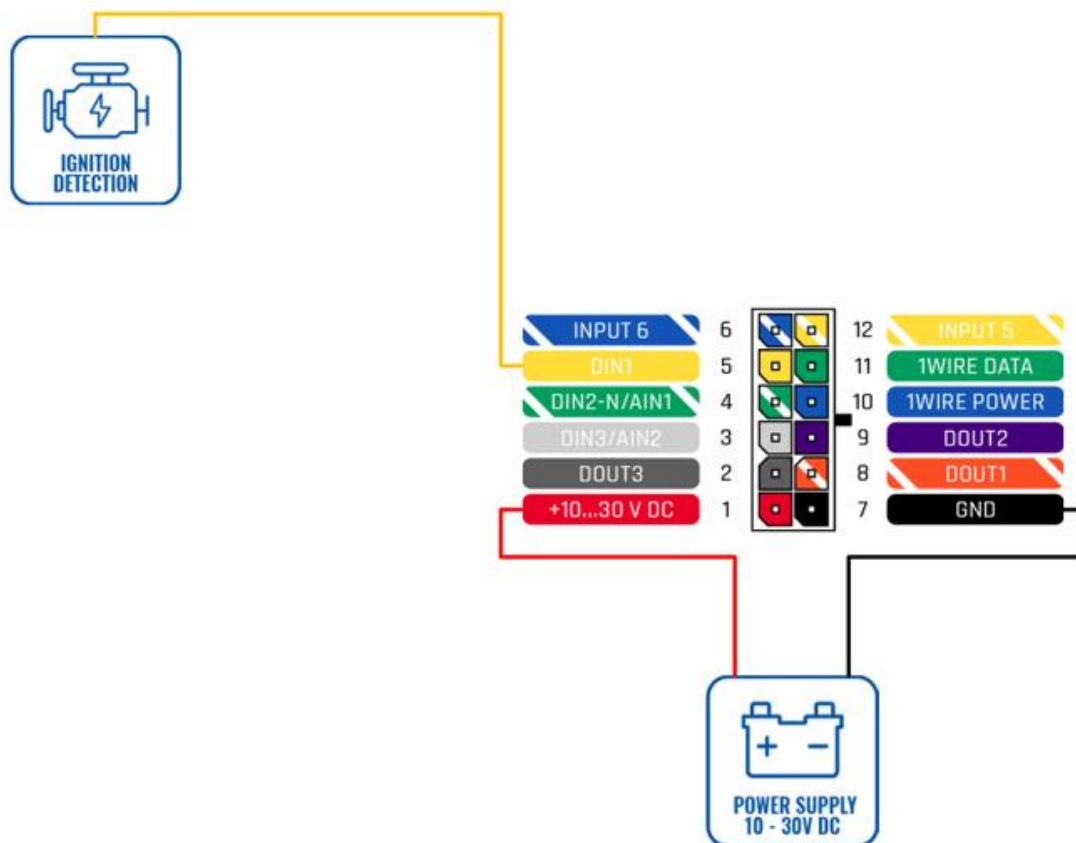 IGNITION
DETECTION
INPUT 6 6 12 INPUT 5
DIN1 5 11 1WIRE DATA
DIN2-N/AIN1 4 10 1WIRE POWER
DIN3/AIN2 3 9 DOUT2
DOUT3 2 8 DOUT1
+10...30 V DC 1 7 GND
+ −
POWER SUPPLY
10 - 30V DC